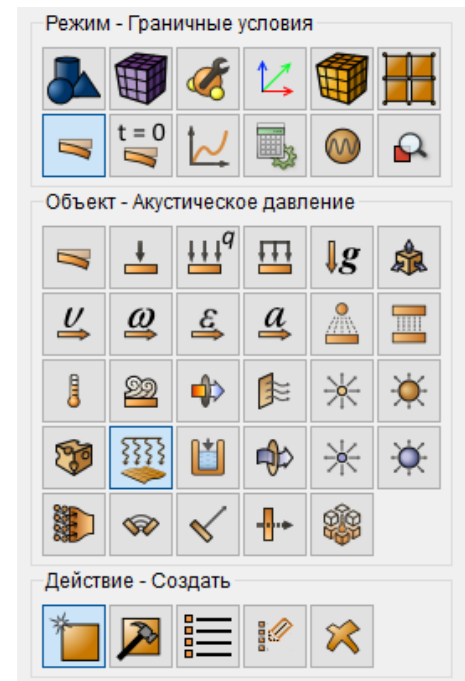 Режим - Граничные условия
t = 0
Объект - Акустическое давление
q
g
υ ω ε a
Действие - Создать